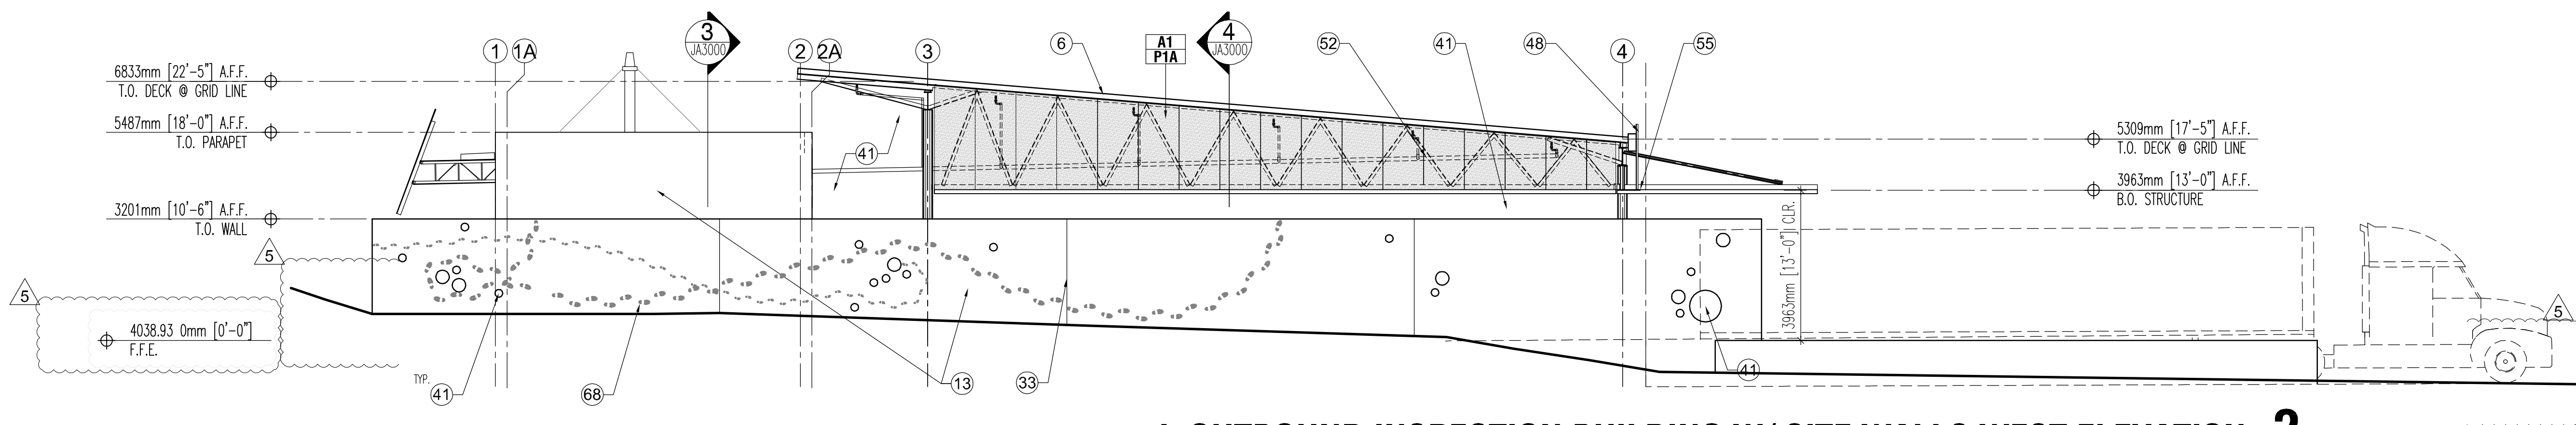 3
JA3000
4
JA3000
1
1A
2
2A
3
6
A1
P1A
52
41
48
4
55
6833mm [22'-5"] A.F.F.
T.O. DECK @ GRID LINE
5487mm [18'-0"] A.F.F.
T.O. PARAPET
3201mm [10'-6"] A.F.F.
T.O. WALL
41
5309mm [17'-5"] A.F.F.
T.O. DECK @ GRID LINE
3963mm [13'-0"] A.F.F.
B.O. STRUCTURE
3963mm [13'-0"] CLR.
5
5
5
4038.93 0mm [0'-0"]
F.F.E.
TYP.
41
68
13
33
41